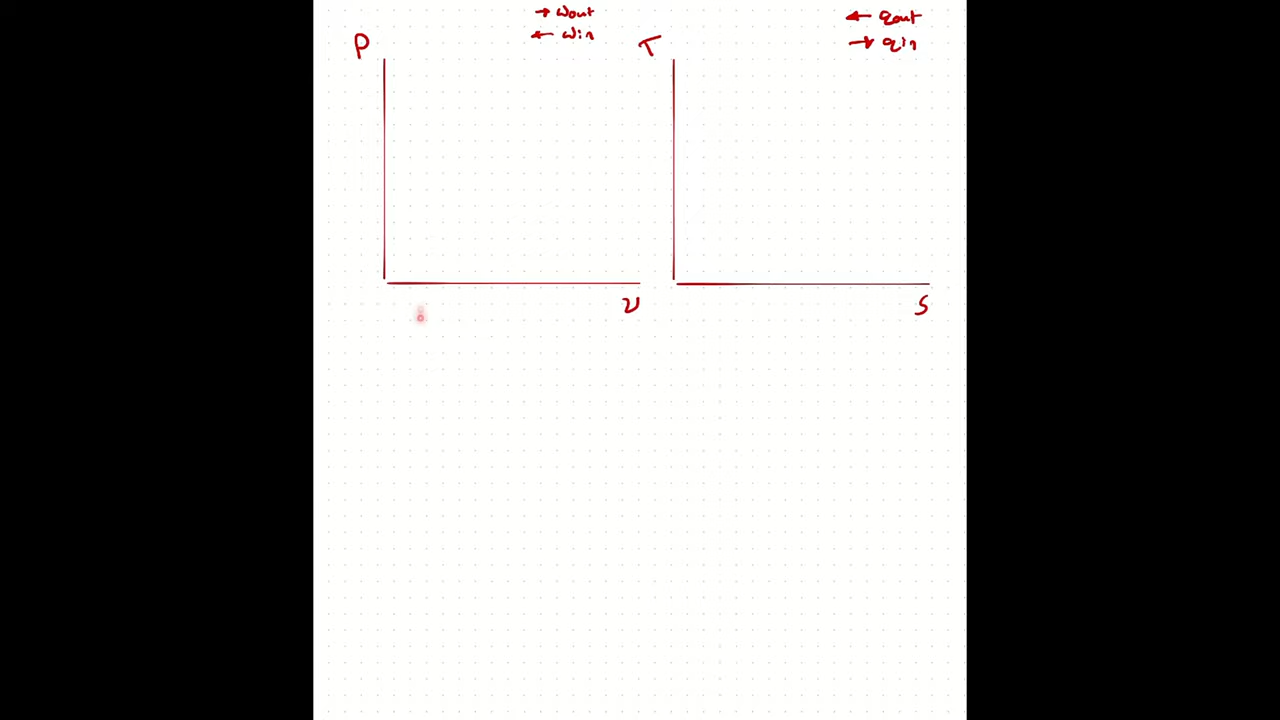 → wout
← win
P
v
← qout
→ qin
T
s